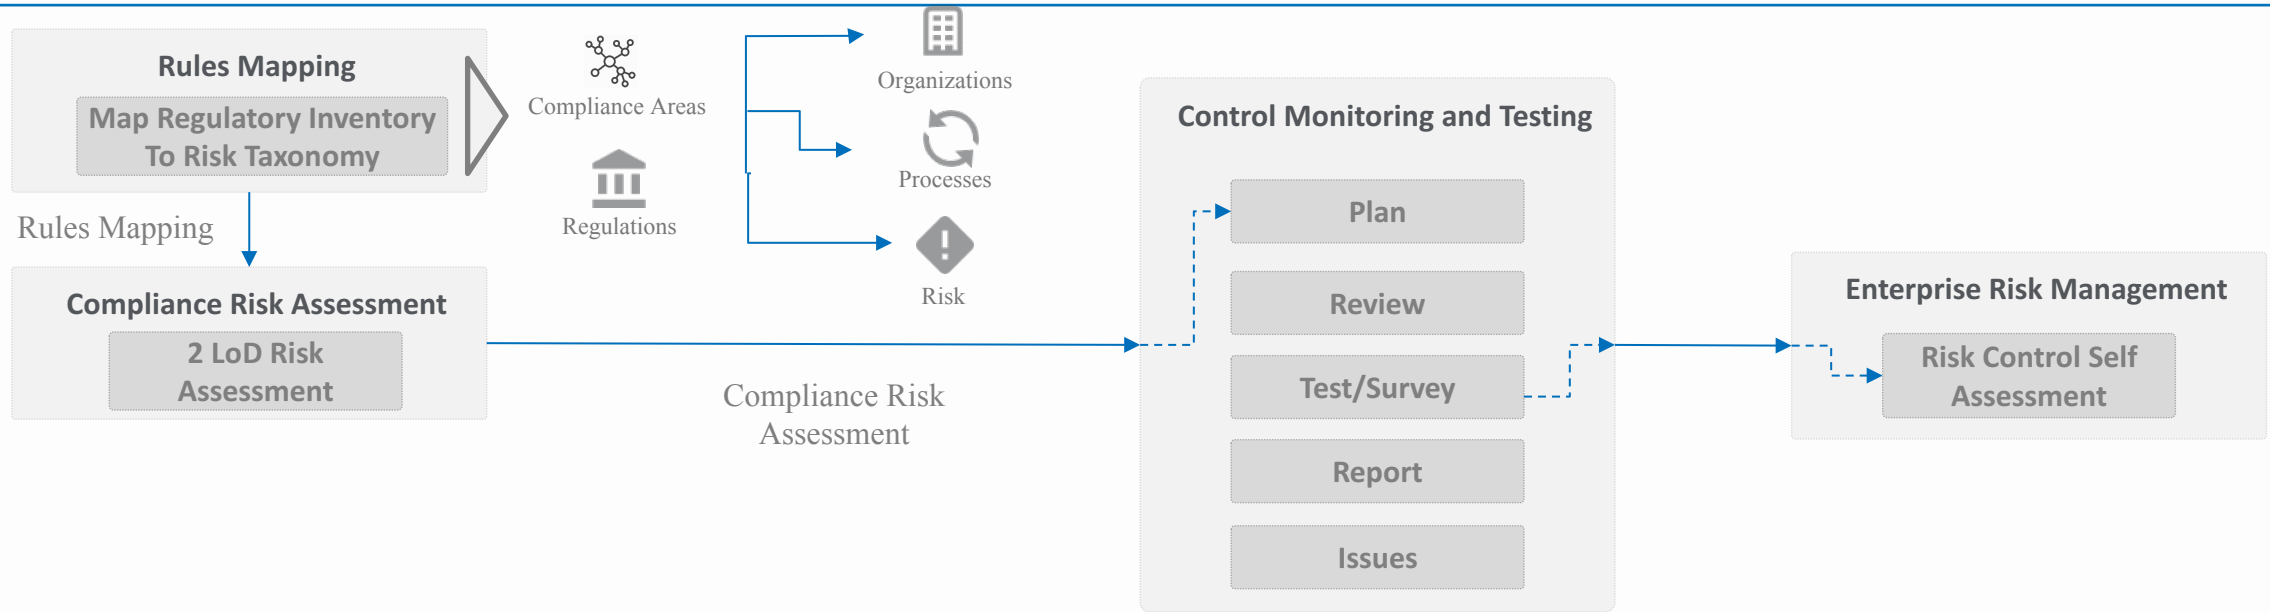 Rules Mapping
Map Regulatory Inventory
To Risk Taxonomy
Compliance Areas
Regulations
Organizations
Processes
Risk
Rules Mapping
Compliance Risk Assessment
2 LoD Risk
Assessment
Compliance Risk
Assessment
Control Monitoring and Testing
Plan
Review
Test/Survey
Report
Issues
Enterprise Risk Management
Risk Control Self
Assessment